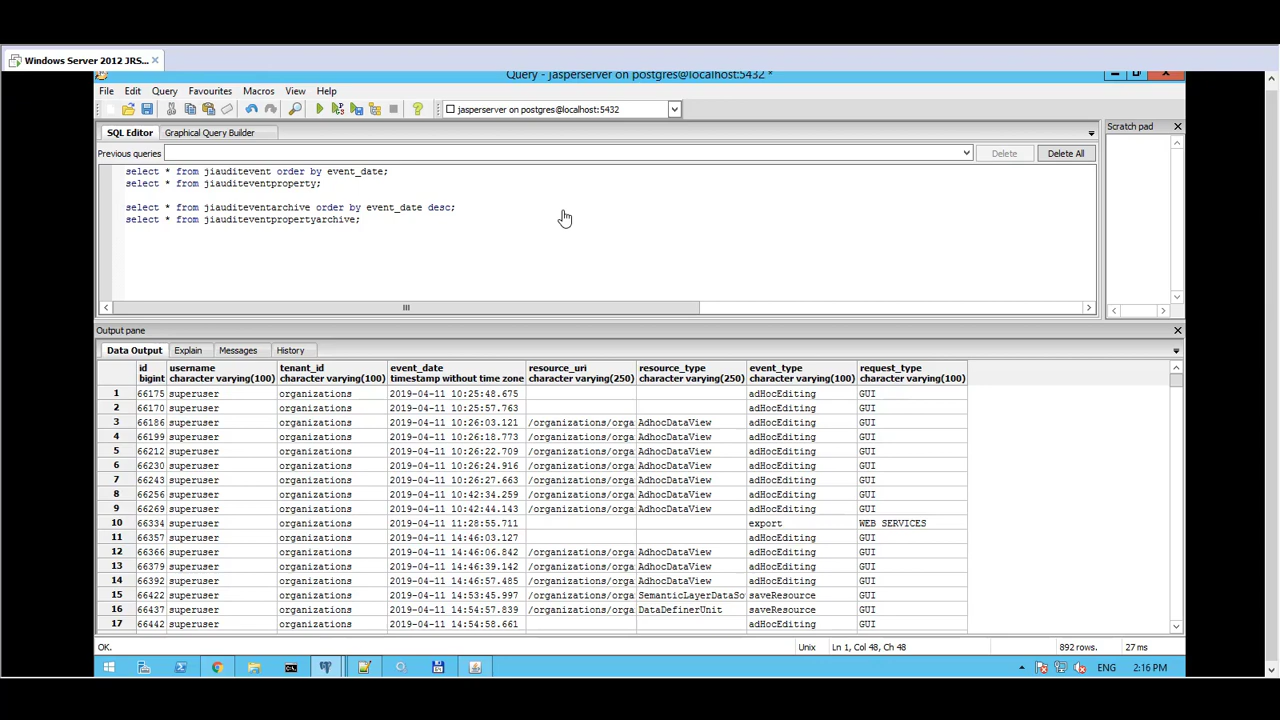 Windows Server 2012 JRS...
Query - jasperserver on postgres@localhost:5432 *
File Edit Query Favourites Macros View Help
jasperserver on postgres@localhost:5432
SQL Editor Graphical Query Builder
Scratch pad
Previous queries Delete Delete All
select * from jiauditevent order by event_date;
select * from jiauditeventproperty;
select * from jiauditeventarchive order by event_date desc;
select * from jiauditeventpropertyarchive;
Output pane
Data Output Explain Messages History
id username tenant_id event_date resource_uri resource_type event_type request_type
bigint character varying(100) character varying(100) timestamp without time zone character varying(250) character varying(250) character varying(100) character varying(100)
1 66175 superuser organizations 2019-04-11 10:25:48.675 adHocEditing GUI
2 66170 superuser organizations 2019-04-11 10:25:57.763 adHocEditing GUI
3 66186 superuser organizations 2019-04-11 10:26:03.121 /organizations/orga AdhocDataView adHocEditing GUI
4 66199 superuser organizations 2019-04-11 10:26:18.773 /organizations/orga AdhocDataView adHocEditing GUI
5 66212 superuser organizations 2019-04-11 10:26:22.709 /organizations/orga AdhocDataView adHocEditing GUI
6 66230 superuser organizations 2019-04-11 10:26:24.916 /organizations/orga AdhocDataView adHocEditing GUI
7 66243 superuser organizations 2019-04-11 10:26:27.663 /organizations/orga AdhocDataView adHocEditing GUI
8 66256 superuser organizations 2019-04-11 10:42:34.259 /organizations/orga AdhocDataView adHocEditing GUI
9 66269 superuser organizations 2019-04-11 10:42:44.143 /organizations/orga AdhocDataView adHocEditing GUI
10 66334 superuser organizations 2019-04-11 11:28:55.711 export WEB SERVICES
11 66357 superuser organizations 2019-04-11 14:46:03.127 adHocEditing GUI
12 66366 superuser organizations 2019-04-11 14:46:06.842 /organizations/orga AdhocDataView adHocEditing GUI
13 66379 superuser organizations 2019-04-11 14:46:39.142 /organizations/orga AdhocDataView adHocEditing GUI
14 66392 superuser organizations 2019-04-11 14:46:57.485 /organizations/orga AdhocDataView adHocEditing GUI
15 66422 superuser organizations 2019-04-11 14:53:45.997 /organizations/orga SemanticLayerDataSo saveResource GUI
16 66437 superuser organizations 2019-04-11 14:54:57.839 /organizations/orga DataDefinerUnit saveResource GUI
17 66442 superuser organizations 2019-04-11 14:54:58.661 adHocEditing GUI
OK. Unix Ln 1, Col 48, Ch 48 892 rows. 27 ms
ENG 2:16 PM